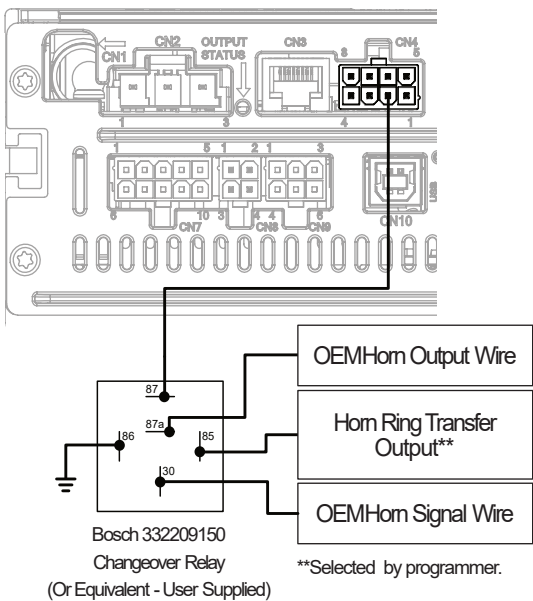 CN2
OUTPUT
STATUS
CN3
CN4
CN1
8
5
1
3
4
1
1
5
1
2
1
3
6
10
3
4
4
6
CN7
CN8
CN9
CN10
USB
OEMHorn Output Wire
87
87a
86
85
30
Horn Ring Transfer
Output**
OEMHorn Signal Wire
Bosch 332209150
Changeover Relay
(Or Equivalent - User Supplied)
**Selected by programmer.